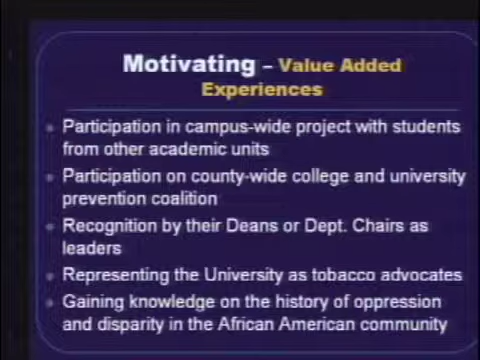 Motivating – Value Added
Experiences
Participation in campus-wide project with students
from other academic units
Participation on county-wide college and university
prevention coalition
Recognition by their Deans or Dept. Chairs as
leaders
Representing the University as tobacco advocates
Gaining knowledge on the history of oppression
and disparity in the African American community